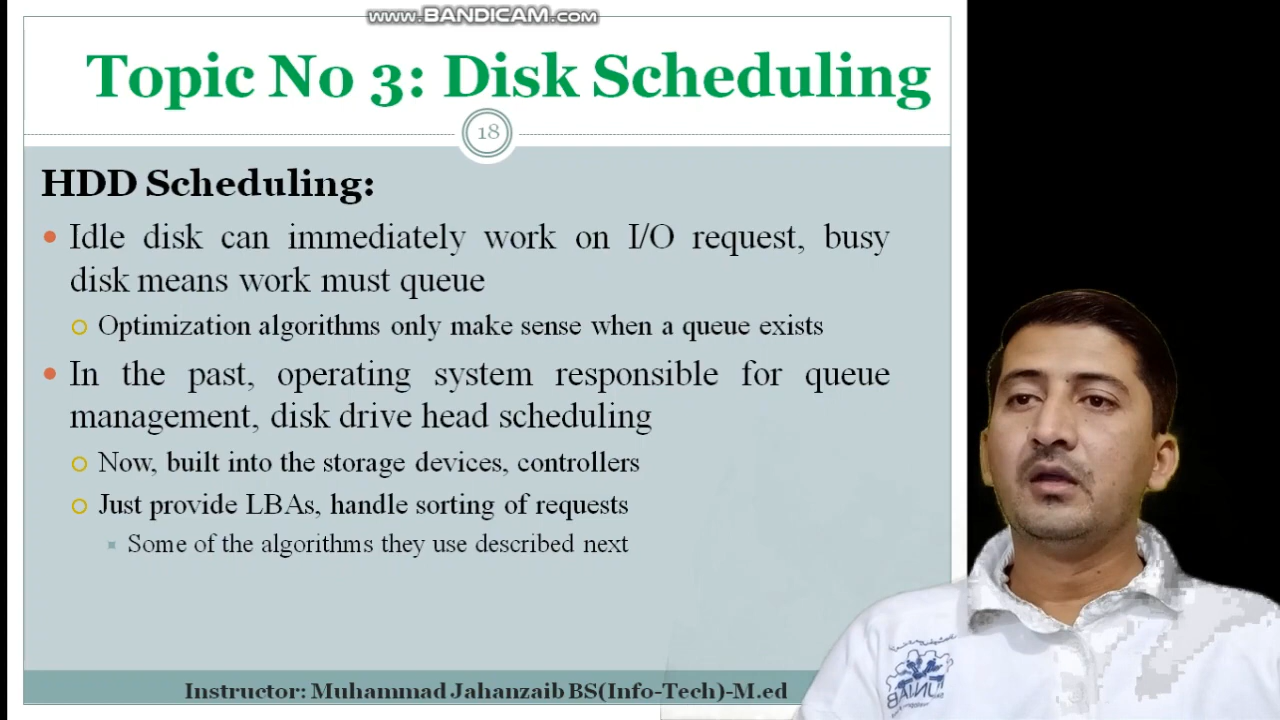 www.BANDICAM.com
Topic No 3: Disk Scheduling
18
HDD Scheduling:
Idle disk can immediately work on I/O request, busy
disk means work must queue
Optimization algorithms only make sense when a queue exists
In the past, operating system responsible for queue
management, disk drive head scheduling
Now, built into the storage devices, controllers
Just provide LBAs, handle sorting of requests
Some of the algorithms they use described next
Instructor: Muhammad Jahanzaib BS(Info-Tech)-M.ed